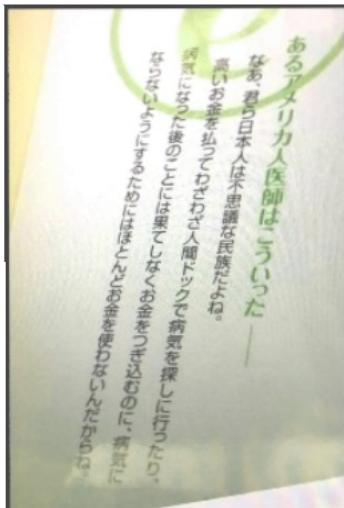 あるアメリカ人医師はこういった――
なあ、君ら日本人は不思議な民族だよね。
高いお金を払ってわざわざ人間ドックで病気を探しに行ったり、
病気になった後のことには果てしなくお金をつぎ込むのに、病気に
ならないようにするためにはほとんどお金を使わないんだからね。